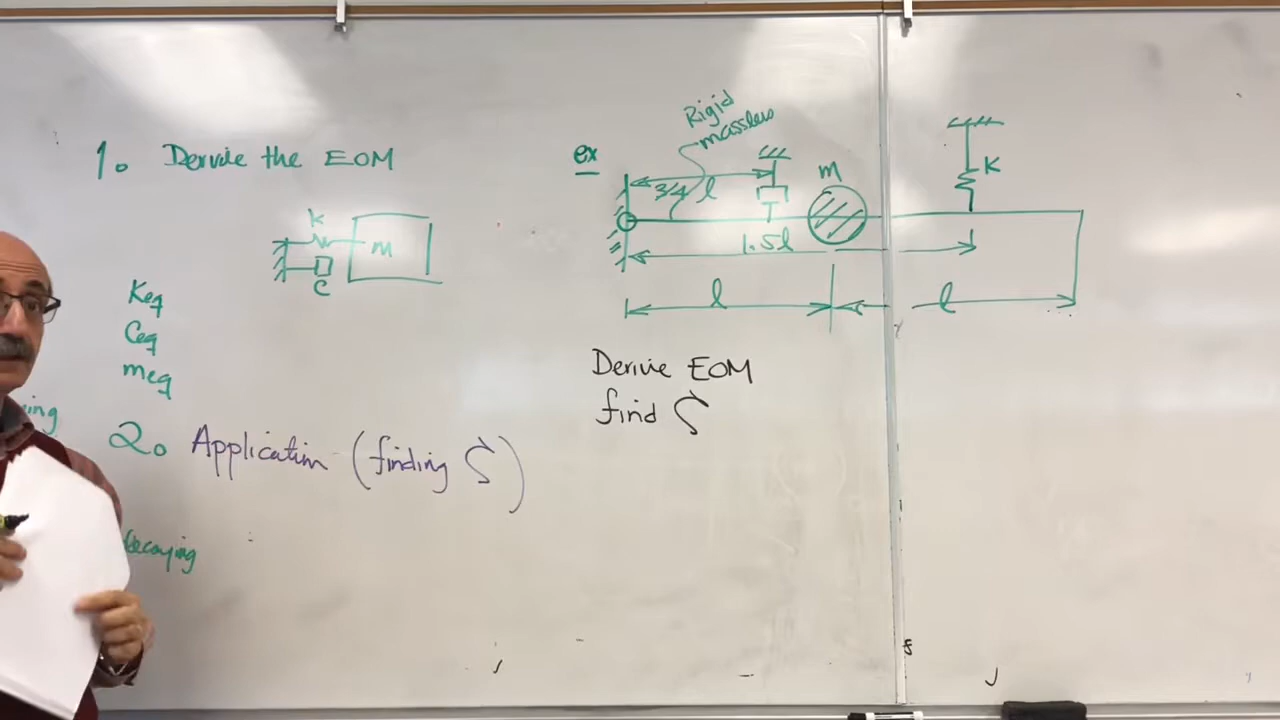 1. Dervie the EOM
K
m
C
Keq
Ceq
meq
ing
2. Application (finding ζ)
decaying
ex
Rigid
massless
3/4 l
m
K
1.5l
l
l
Derive EOM
find ζ